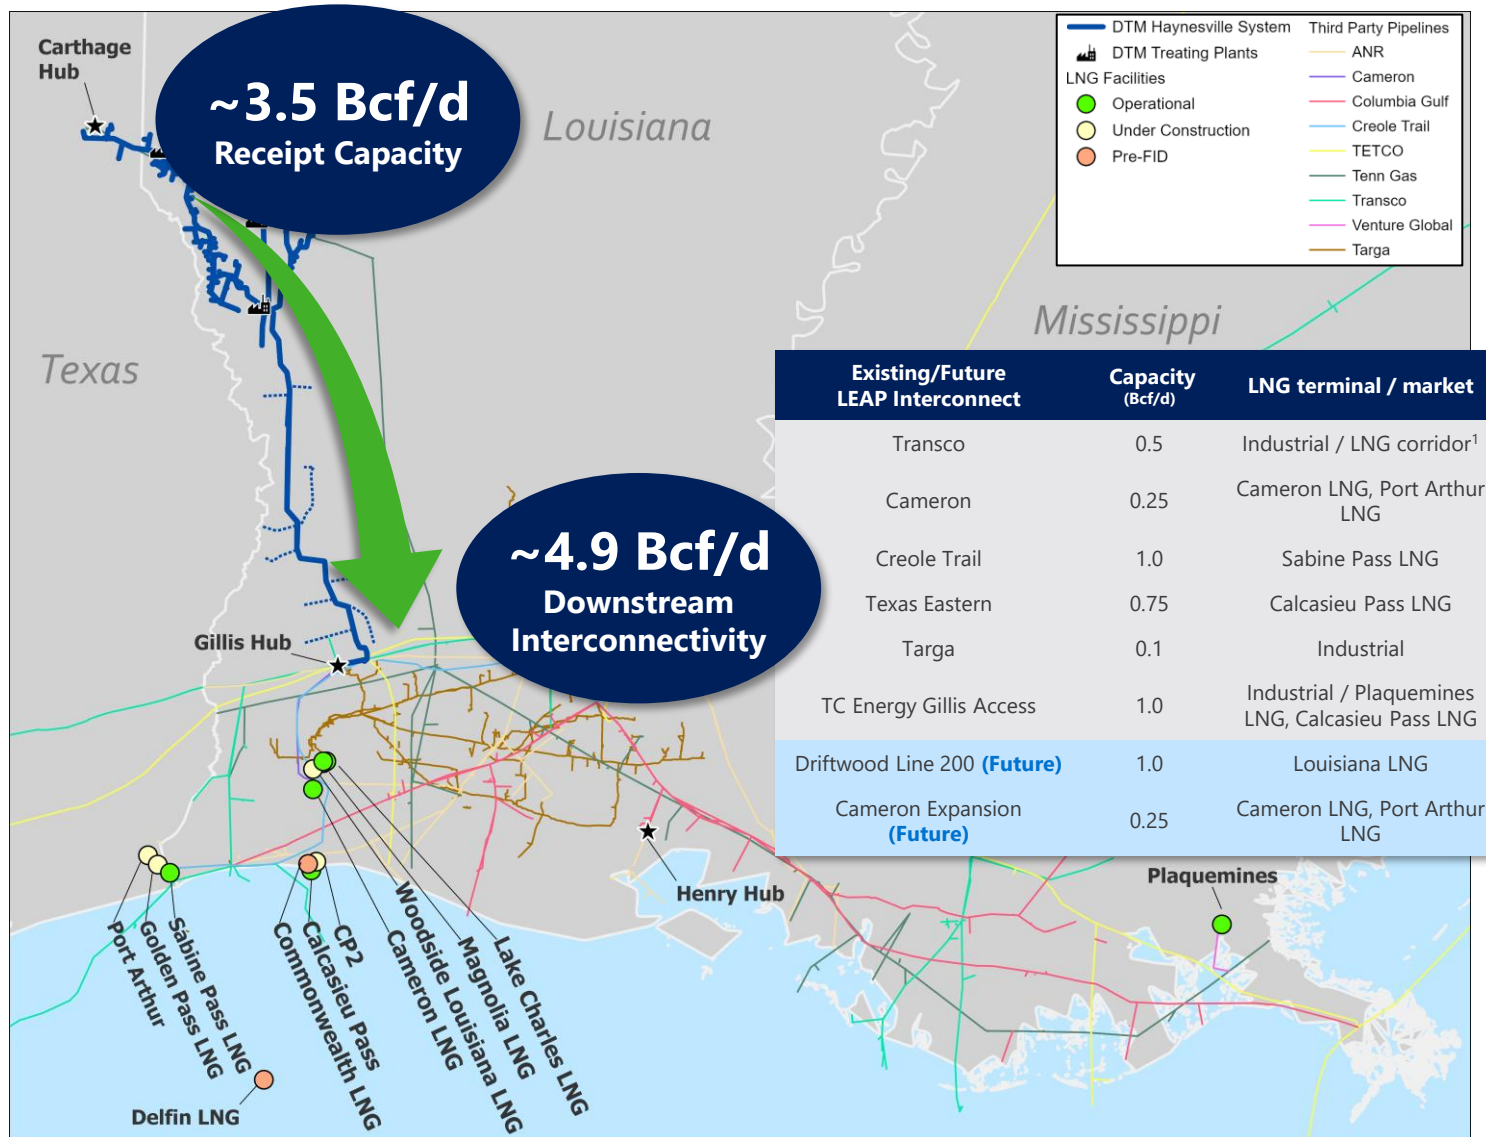 Carthage
Hub
~3.5 Bcf/d
Receipt Capacity
Louisiana
DTM Haynesville System
DTM Treating Plants
LNG Facilities
Operational
Under Construction
Pre-FID
Third Party Pipelines
ANR
Cameron
Columbia Gulf
Creole Trail
TETCO
Tenn Gas
Transco
Venture Global
Targa
Texas
Mississippi
Existing/Future LEAP Interconnect | Capacity (Bcf/d) | LNG terminal / market
Transco 0.5 Industrial / LNG corridor¹
Cameron 0.25 Cameron LNG, Port Arthur LNG
Creole Trail 1.0 Sabine Pass LNG
Texas Eastern 0.75 Calcasieu Pass LNG
Targa 0.1 Industrial
TC Energy Gillis Access 1.0 Industrial / Plaquemines LNG, Calcasieu Pass LNG
Driftwood Line 200 (Future) 1.0 Louisiana LNG
Cameron Expansion (Future) 0.25 Cameron LNG, Port Arthur LNG
~4.9 Bcf/d
Downstream
Interconnectivity
Gillis Hub
Henry Hub
Plaquemines
Port Arthur
Golden Pass LNG
Sabine Pass LNG
Commonwealth LNG
Calcasieu Pass
CP2
Cameron LNG
Woodside Louisiana LNG
Magnolia LNG
Lake Charles LNG
Delfin LNG